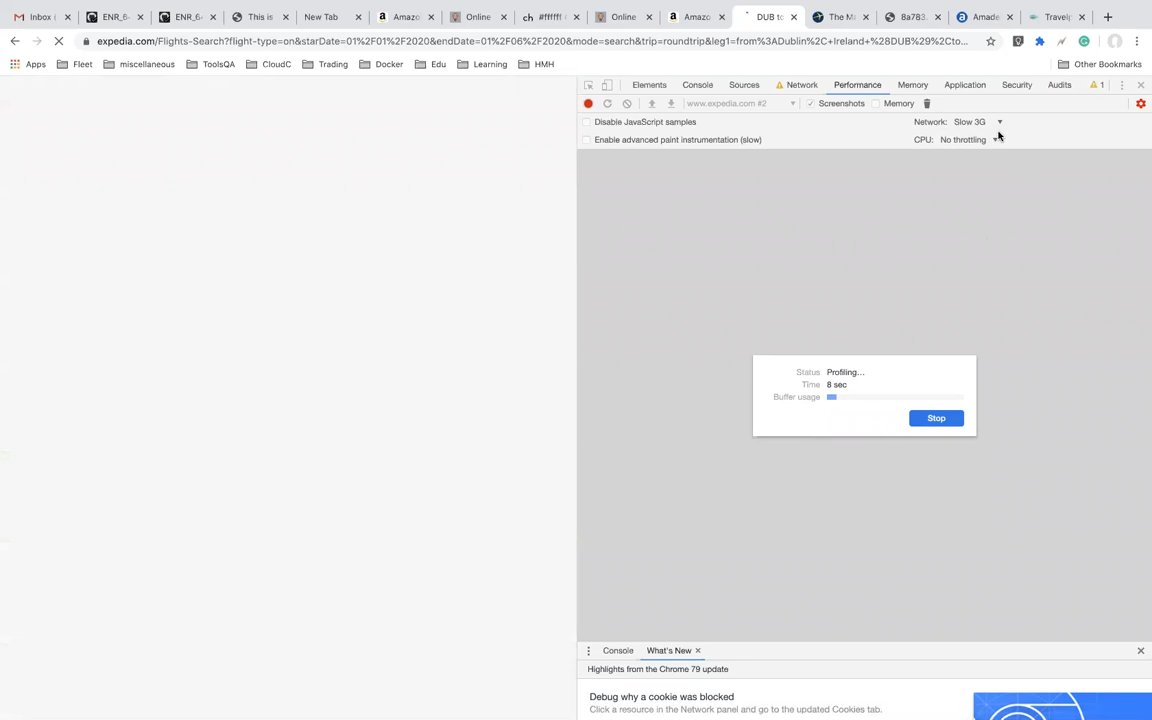 Inbox (
ENR_6-
ENR_6-
This is
New Tab
Amazo
Online
ch #ffffff
Online
Amazo
DUB to
The M
8a783
Amade
Travelp
expedia.com/Flights-Search?flight-type=on&startDate=01%2F01%2F2020&endDate=01%2F06%2F2020&mode=search&trip=roundtrip&leg1=from%3ADublin%2C+Ireland+%28DUB%29%2Cto...
Apps
Fleet
miscellaneous
ToolsQA
CloudC
Trading
Docker
Edu
Learning
HMH
Other Bookmarks
Elements
Console
Sources
Network
Performance
Memory
Application
Security
Audits
1
www.expedia.com #2
Screenshots
Memory
Disable JavaScript samples
Network: Slow 3G
Enable advanced paint instrumentation (slow)
CPU: No throttling
Status Profiling...
Time 8 sec
Buffer usage
Stop
Console
What's New
Highlights from the Chrome 79 update
Debug why a cookie was blocked
Click a resource in the Network panel and go to the updated Cookies tab.